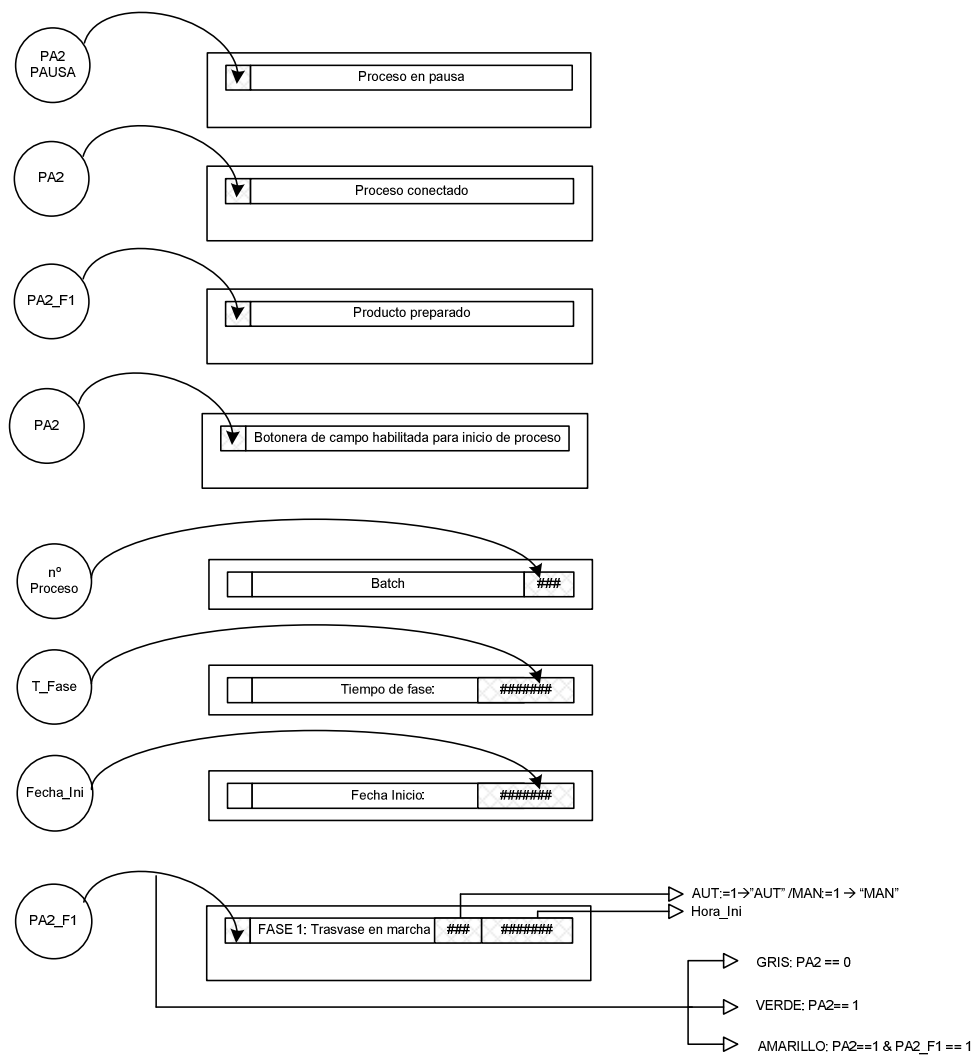 PA2
PAUSA
Proceso en pausa
PA2
Proceso conectado
PA2_F1
Producto preparado
PA2
Botonera de campo habilitada para inicio de proceso
nº
Proceso
Batch ###
T_Fase
Tiempo de fase: #######
Fecha_Ini
Fecha Inicio: #######
PA2_F1
FASE 1: Trasvase en marcha ### #######
AUT:=1→"AUT" /MAN:=1 → “MAN”
Hora_Ini
GRIS: PA2 == 0
VERDE: PA2== 1
AMARILLO: PA2==1 & PA2_F1 == 1